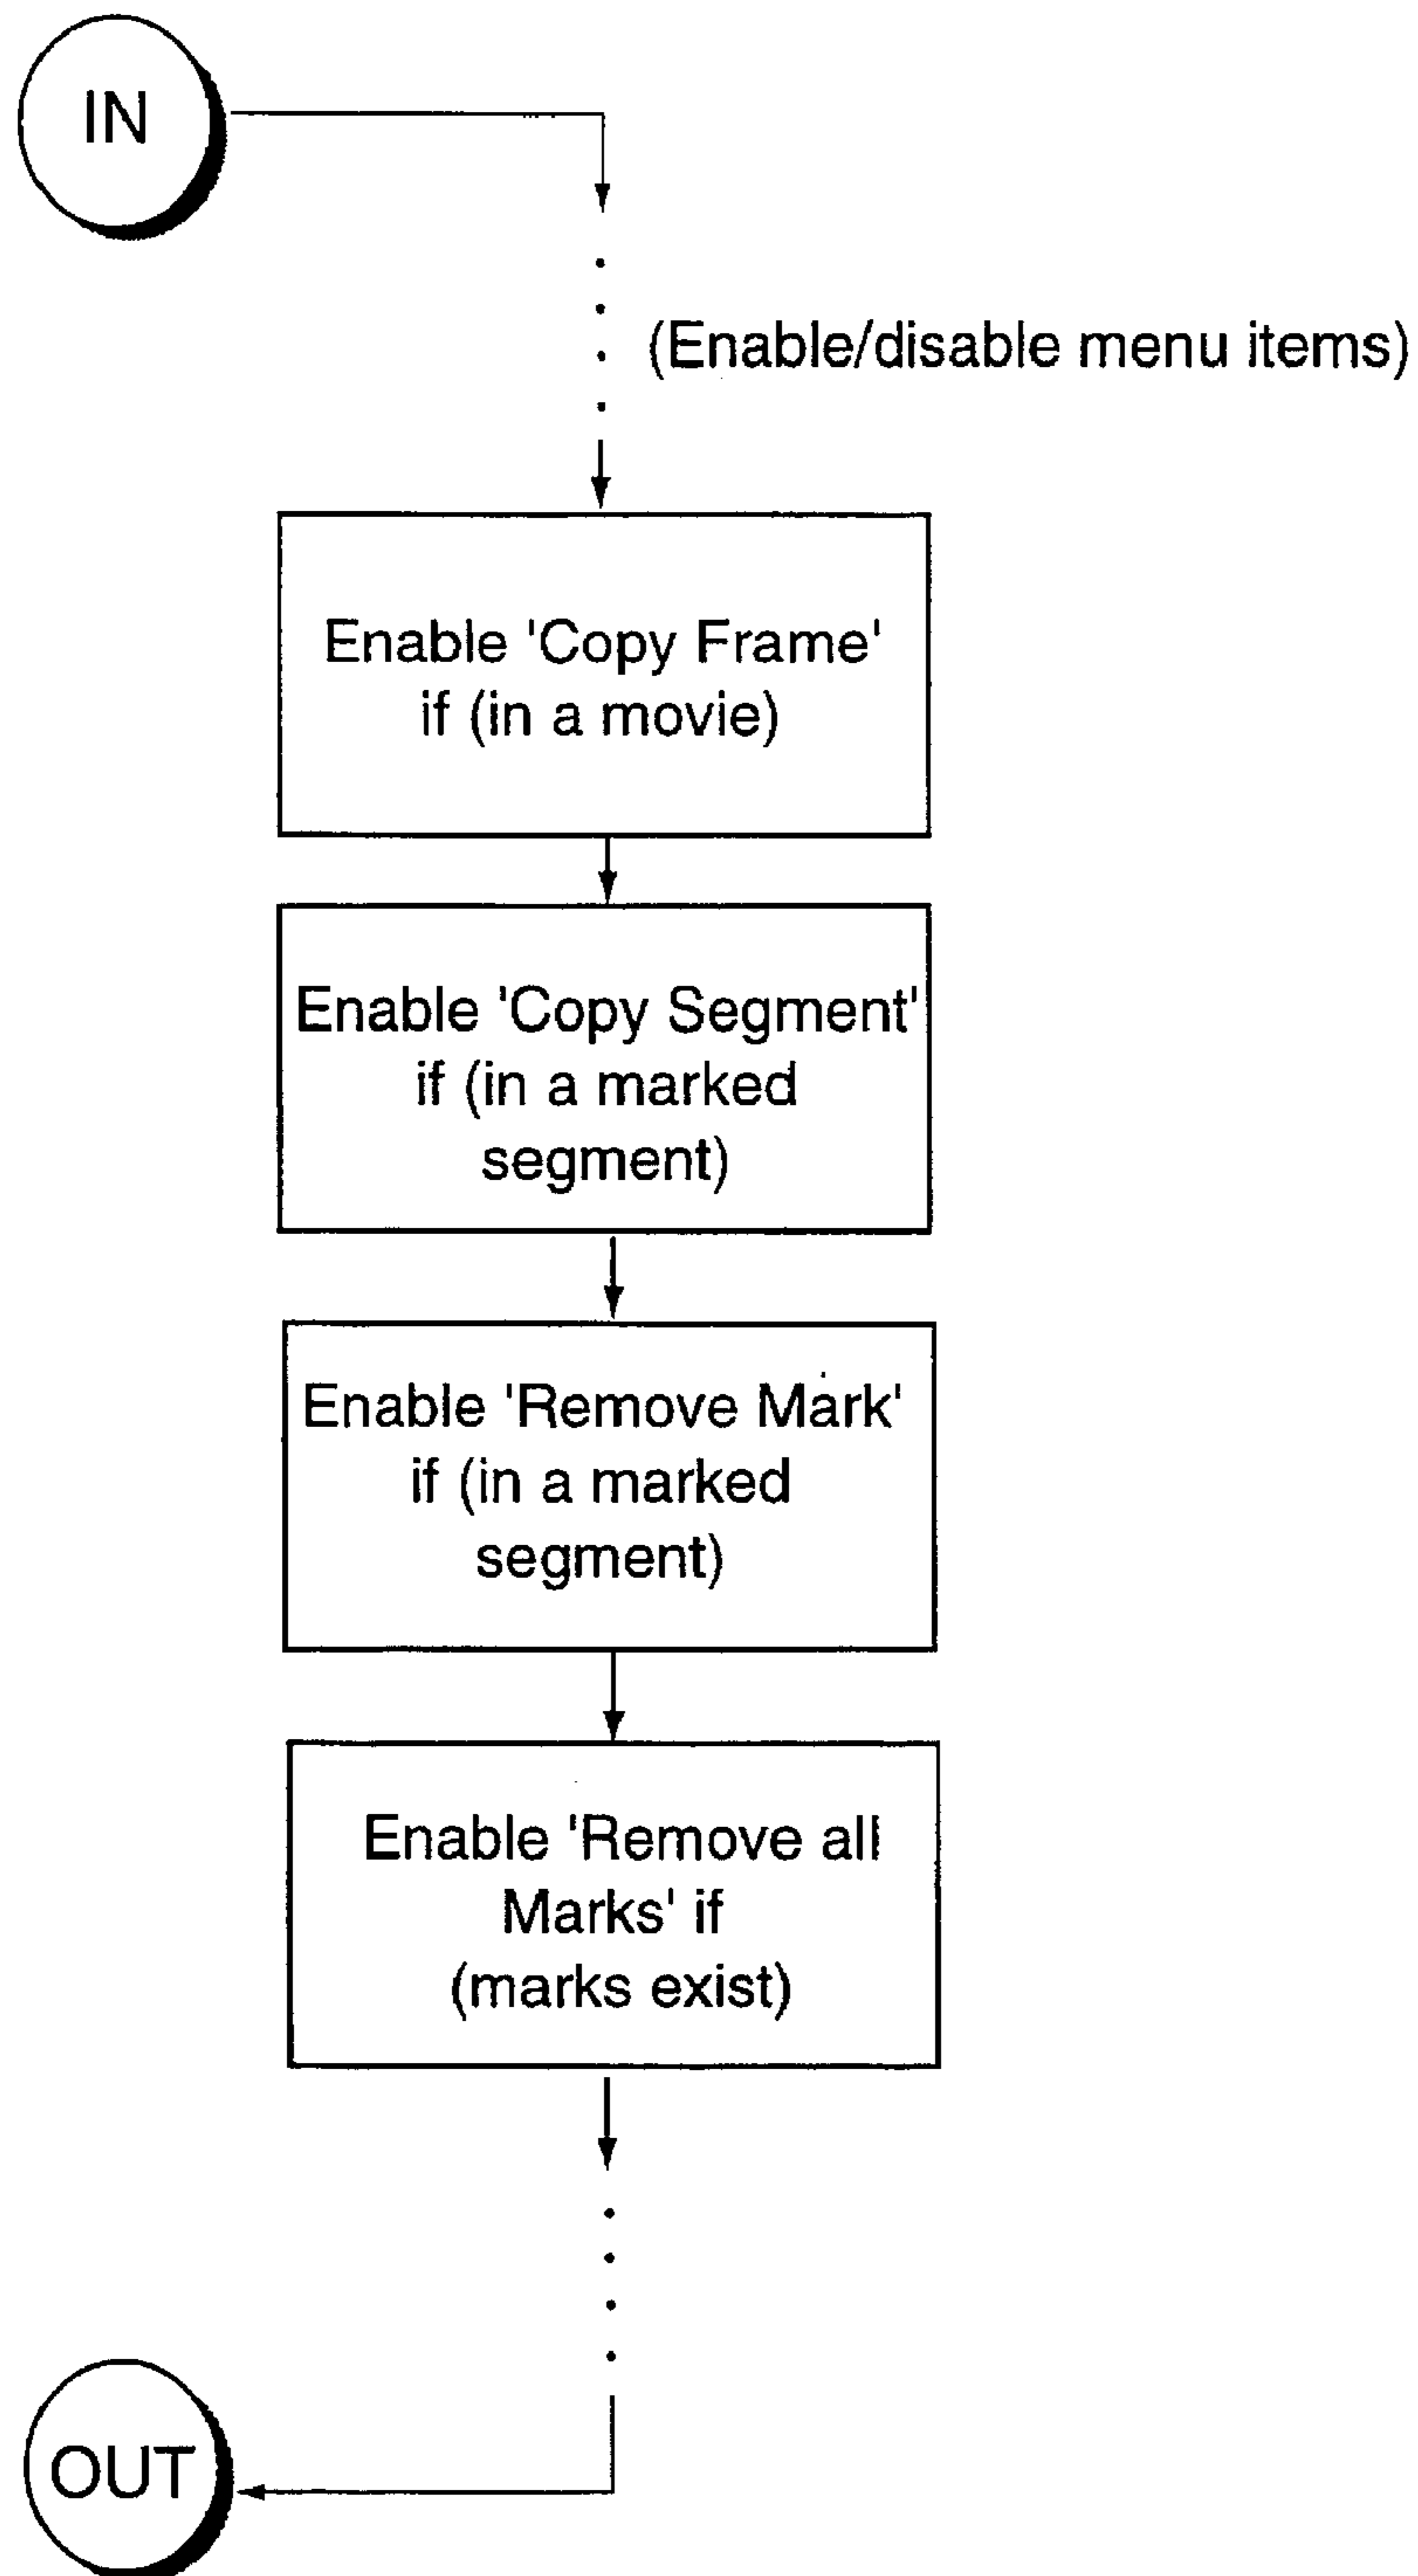 IN
(Enable/disable menu items)
Enable 'Copy Frame'
if (in a movie)
Enable 'Copy Segment'
if (in a marked
segment)
Enable 'Remove Mark'
if (in a marked
segment)
Enable 'Remove all
Marks' if
(marks exist)
OUT